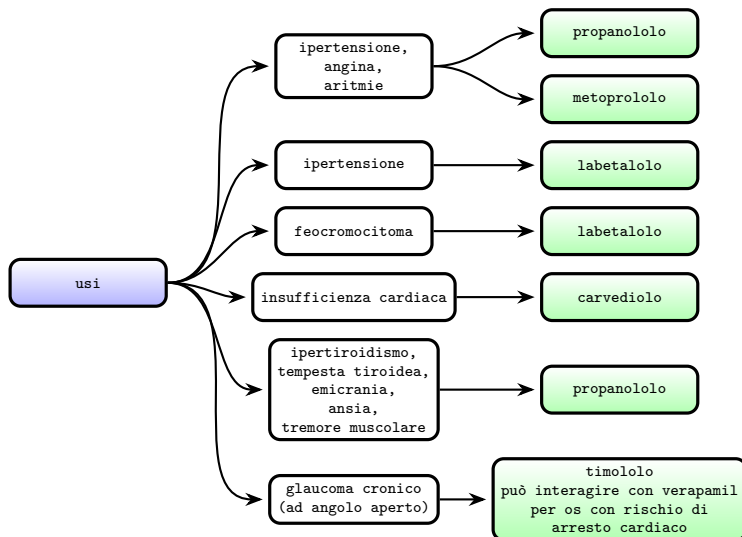 usi
ipertensione,
angina,
aritmie
propanololo
metoprololo
ipertensione
labetalolo
feocromocitoma
labetalolo
insufficienza cardiaca
carvediolo
ipertiroidismo,
tempesta tiroidea,
emicrania,
ansia,
tremore muscolare
propanololo
glaucoma cronico
(ad angolo aperto)
timololo
può interagire con verapamil
per os con rischio di
arresto cardiaco